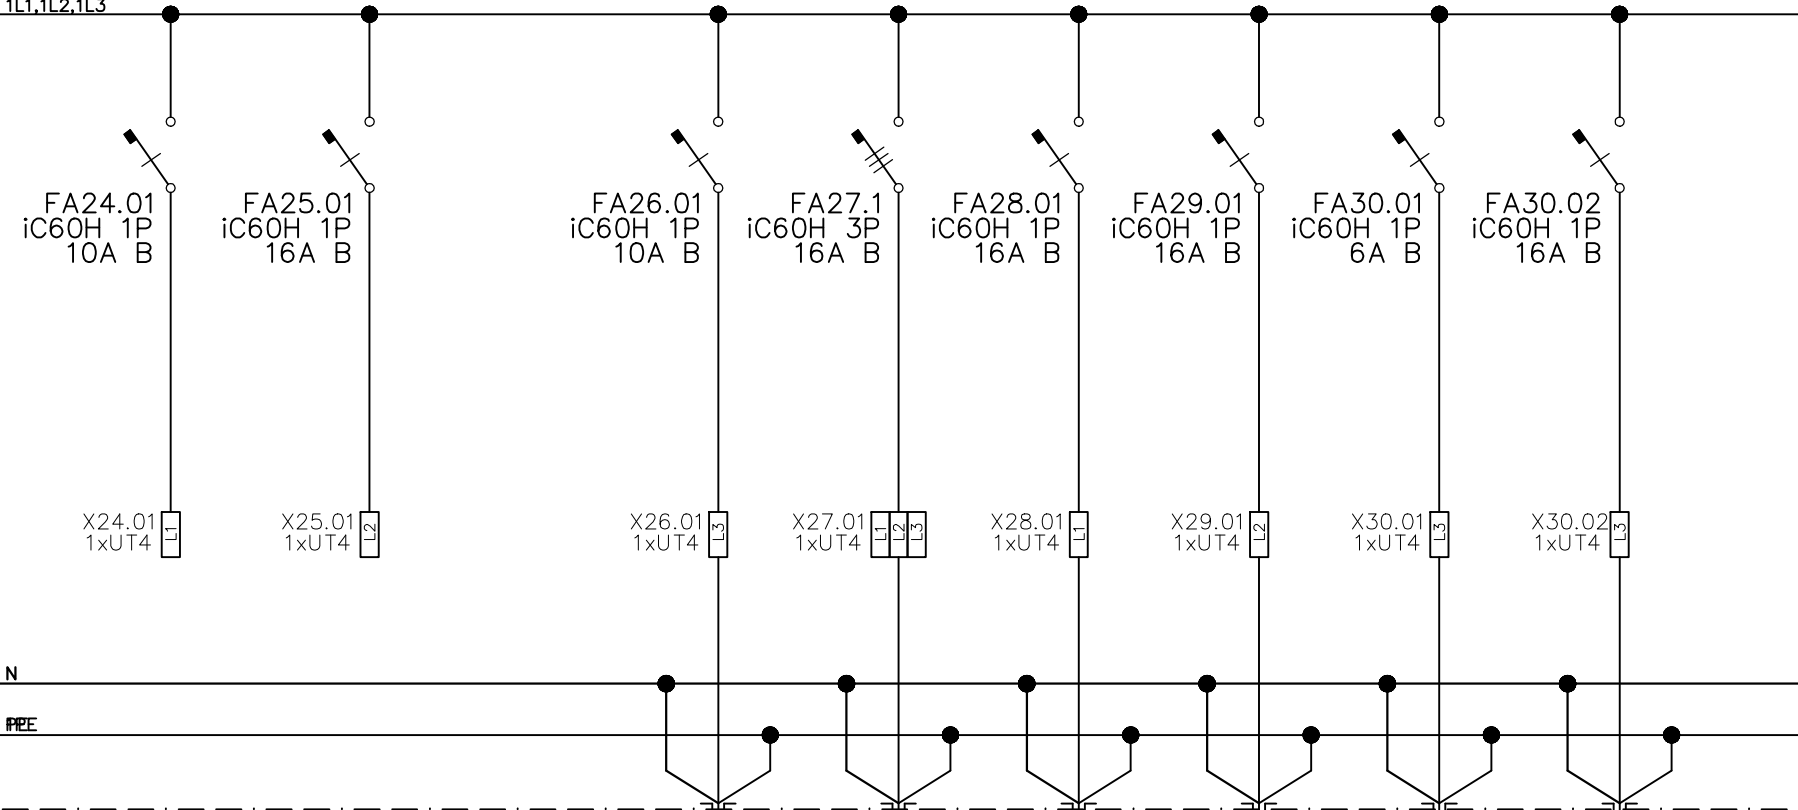 1L1,1L2,1L3
FA24.01
iC60H 1P
10A B
FA25.01
iC60H 1P
16A B
FA26.01
iC60H 1P
10A B
FA27.1
iC60H 3P
16A B
FA28.01
iC60H 1P
16A B
FA29.01
iC60H 1P
16A B
FA30.01
iC60H 1P
6A B
FA30.02
iC60H 1P
16A B
X24.01
1xUT4
L1
X25.01
1xUT4
L2
X26.01
1xUT4
L3
X27.01
1xUT4
L1
L2
L3
X28.01
1xUT4
L1
X29.01
1xUT4
L2
X30.01
1xUT4
L3
X30.02
1xUT4
L3
N